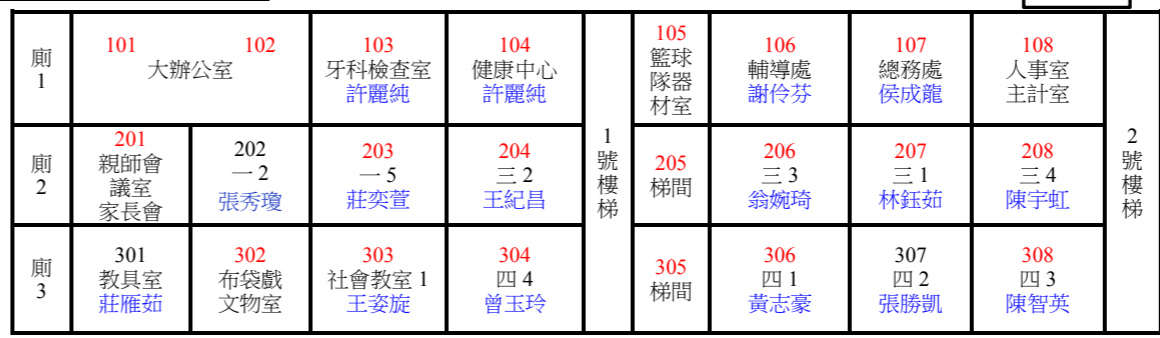 廁
1
101 102
大辦公室
103
牙科檢查室
許麗純
104
健康中心
許麗純
105
籃球
隊器
材室
106
輔導處
謝伶芬
107
總務處
侯成龍
108
人事室
主計室
廁
2
201
親師會
議室
家長會
202
一 2
張秀瓊
203
一 5
莊奕萱
204
三 2
王紀昌
1
號
樓
梯
205
梯間
206
三 3
翁婉琦
207
三 1
林鈺茹
208
三 4
陳宇虹
2
號
樓
梯
廁
3
301
教具室
莊雁茹
302
布袋戲
文物室
303
社會教室 1
王姿旋
304
四 4
曾玉玲
305
梯間
306
四 1
黃志豪
307
四 2
張勝凱
308
四 3
陳智英